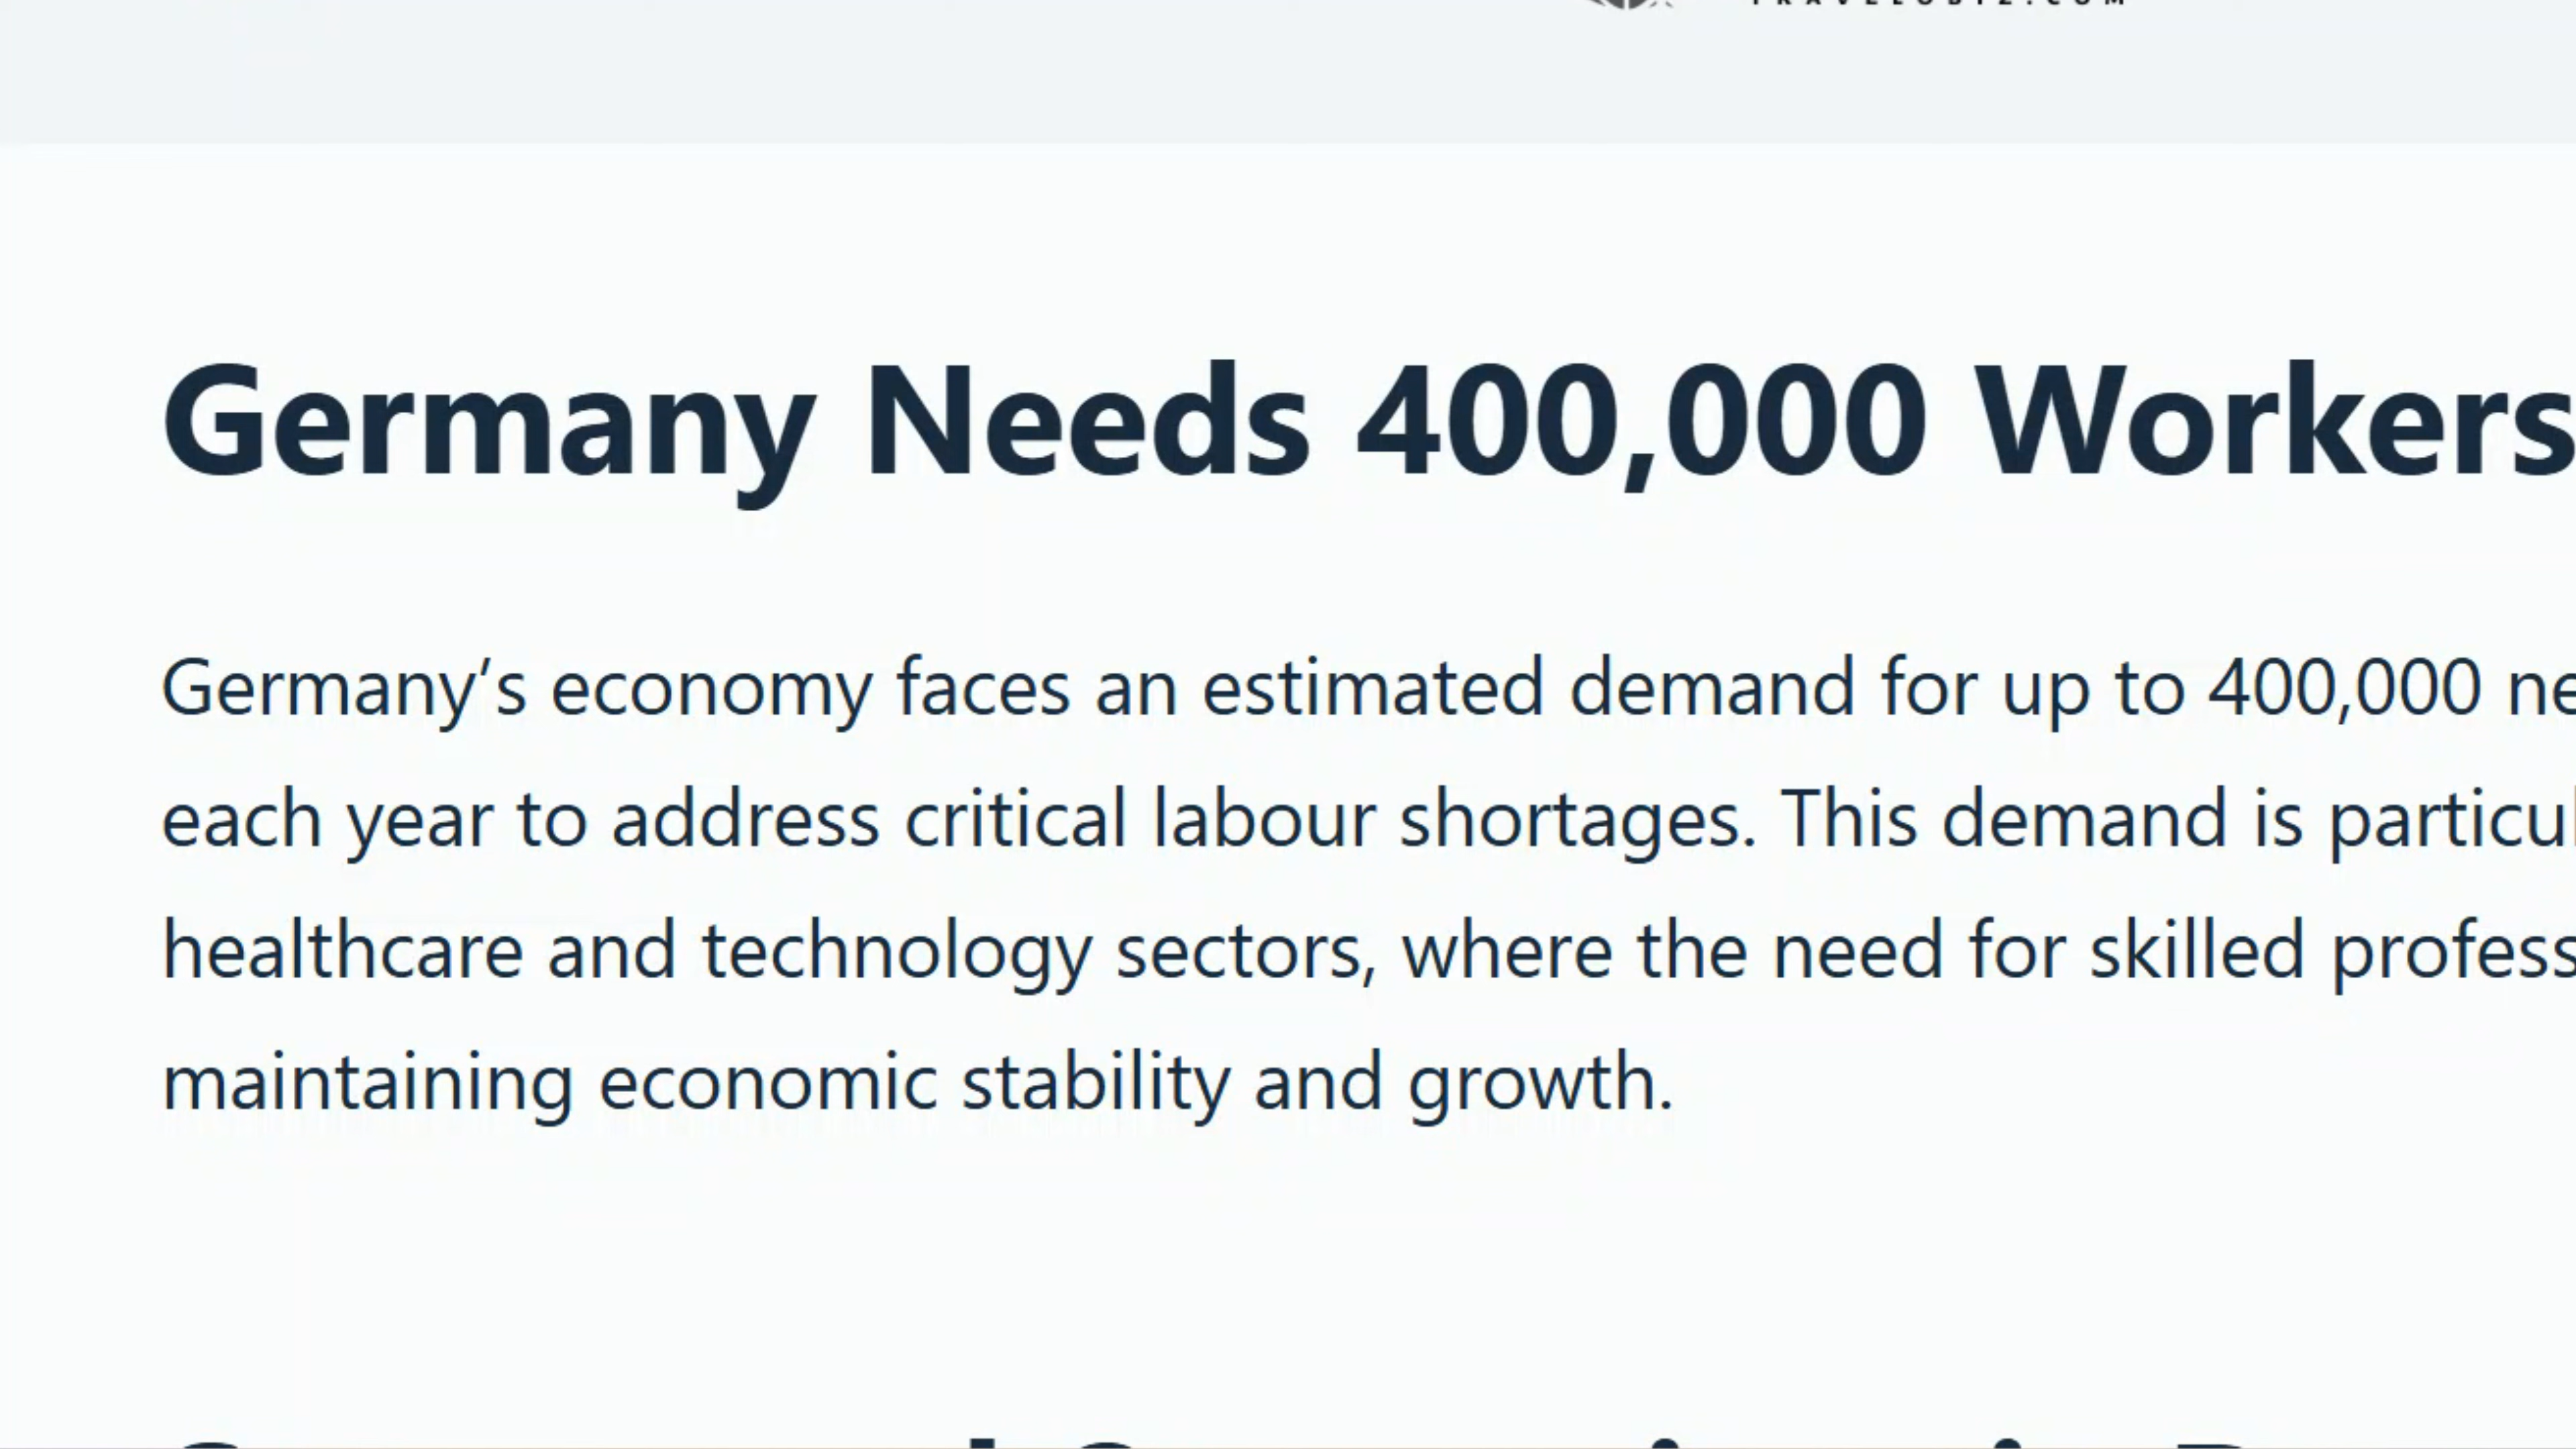 TRAVELOBIZ.COM
Germany Needs 400,000 Workers
Germany’s economy faces an estimated demand for up to 400,000
each year to address critical labour shortages. This demand is
healthcare and technology sectors, where the need for skilled
maintaining economic stability and growth.